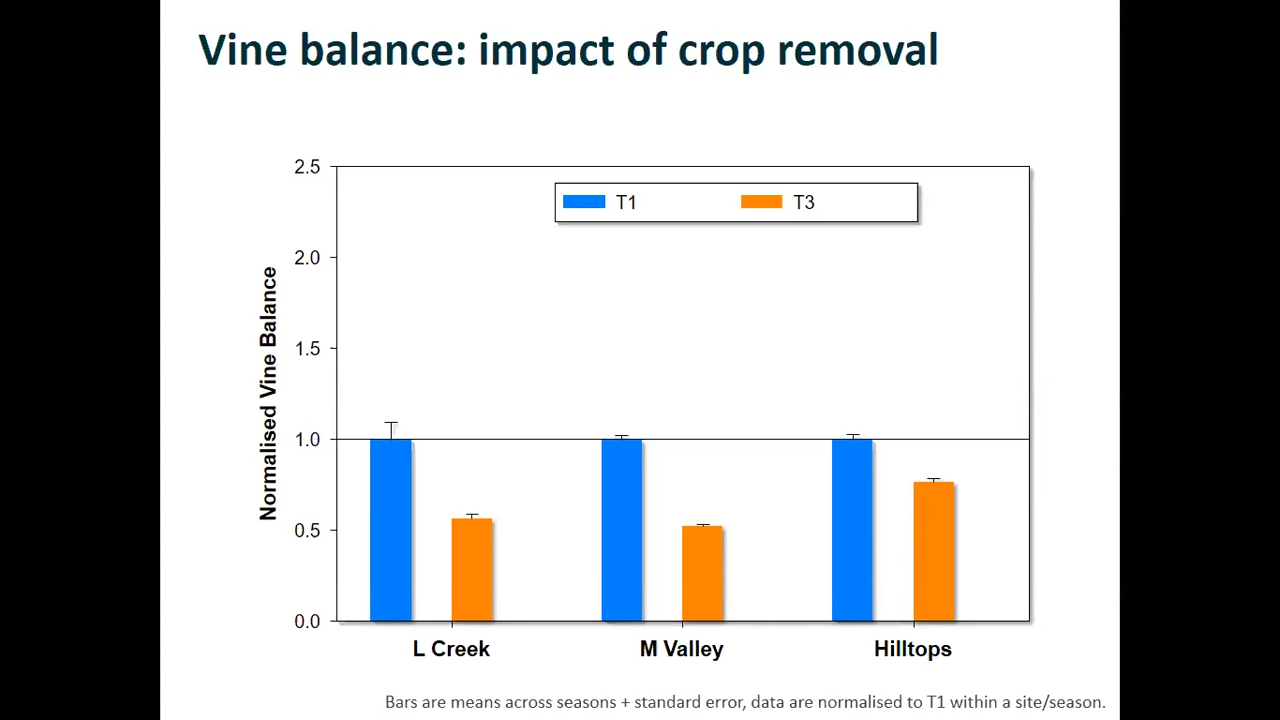 Vine balance: impact of crop removal
T1 T3
2.5
2.0
1.5
1.0
0.5
0.0
Normalised Vine Balance
L Creek M Valley Hilltops
Bars are means across seasons + standard error, data are normalised to T1 within a site/season.